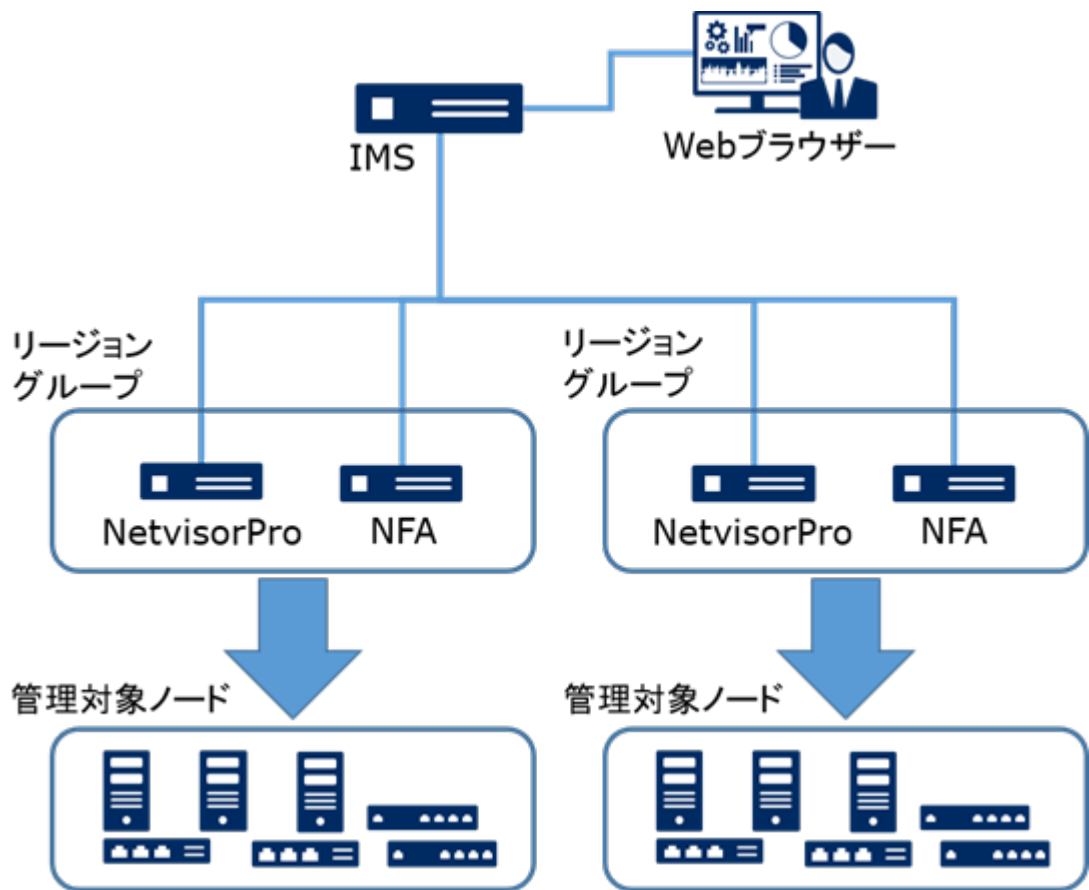 Webブラウザー
IMS
リージョン
グループ
リージョン
グループ
NetvisorPro
NFA
NetvisorPro
NFA
管理対象ノード
管理対象ノード